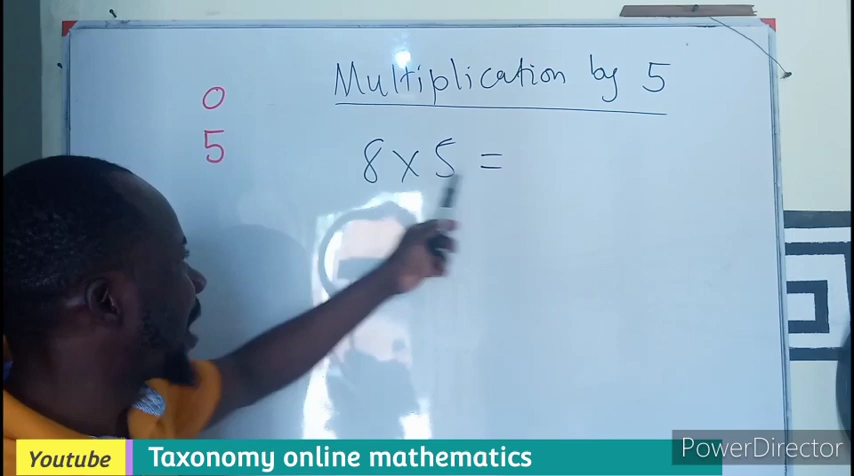 Multiplication by 5
0
5
8 x 5 =
PowerDirector
Youtube Taxonomy online mathematics